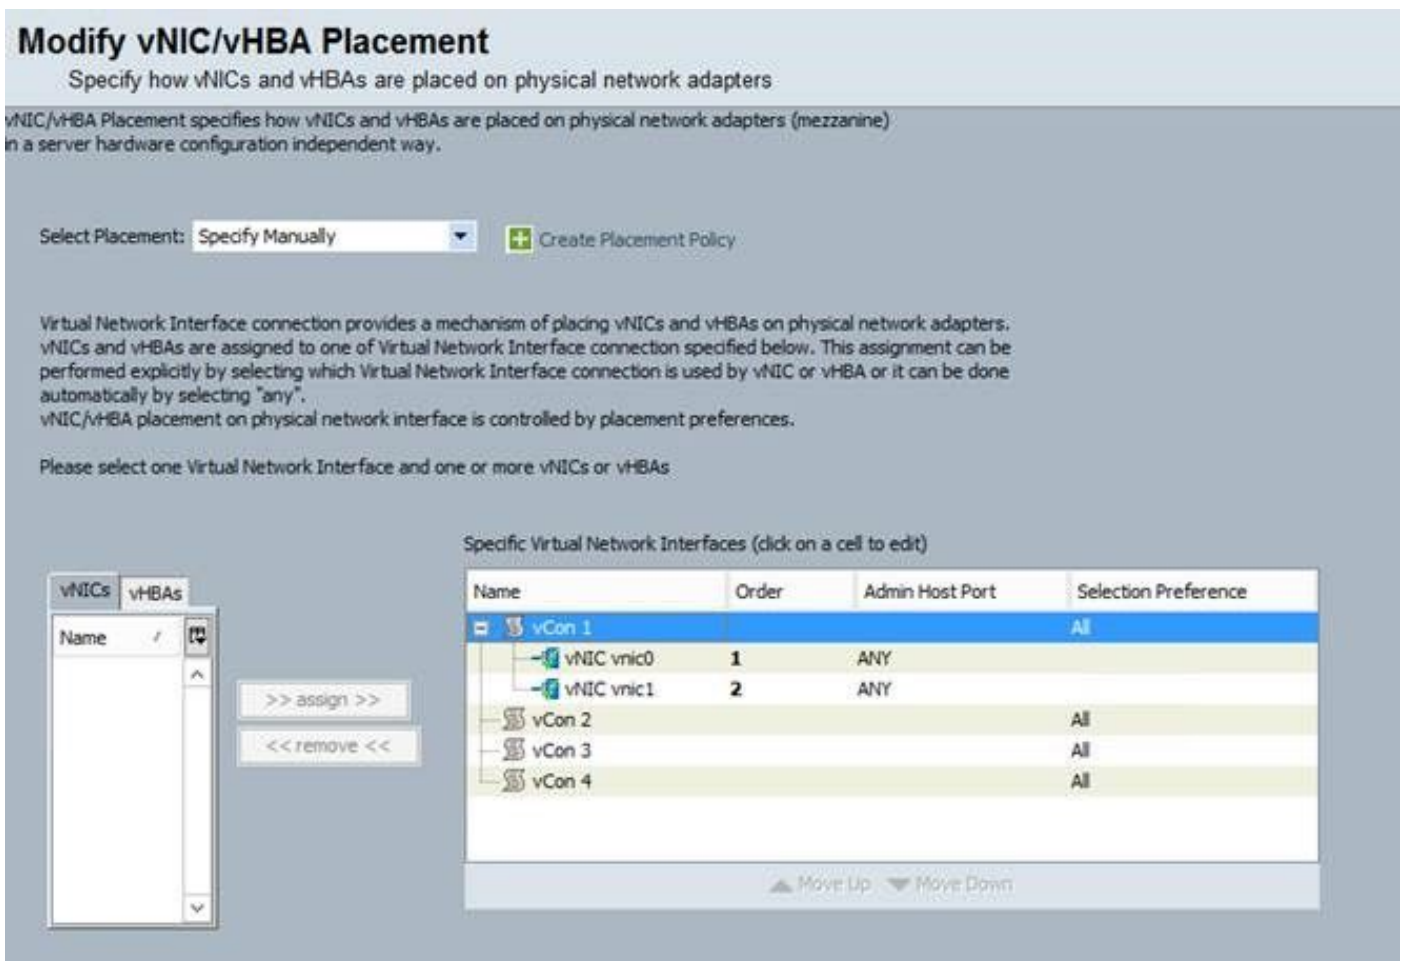 Modify vNIC/vHBA Placement
Specify how vNICs and vHBAs are placed on physical network adapters
vNIC/vHBA Placement specifies how vNICs and vHBAs are placed on physical network adapters (mezzanine)
in a server hardware configuration independent way.
Select Placement: Specify Manually Create Placement Policy
Virtual Network Interface connection provides a mechanism of placing vNICs and vHBAs on physical network adapters.
vNICs and vHBAs are assigned to one of Virtual Network Interface connection specified below. This assignment can be
performed explicitly by selecting which Virtual Network Interface connection is used by vNIC or vHBA or it can be done
automatically by selecting "any".
vNIC/vHBA placement on physical network interface is controlled by placement preferences.
Please select one Virtual Network Interface and one or more vNICs or vHBAs
Specific Virtual Network Interfaces (click on a cell to edit)
vNICs vHBAs
Name
>> assign >>
<< remove <<
Name Order Admin Host Port Selection Preference
vCon 1 All
vNIC vnic0 1 ANY
vNIC vnic1 2 ANY
vCon 2 All
vCon 3 All
vCon 4 All
Move Up Move Down